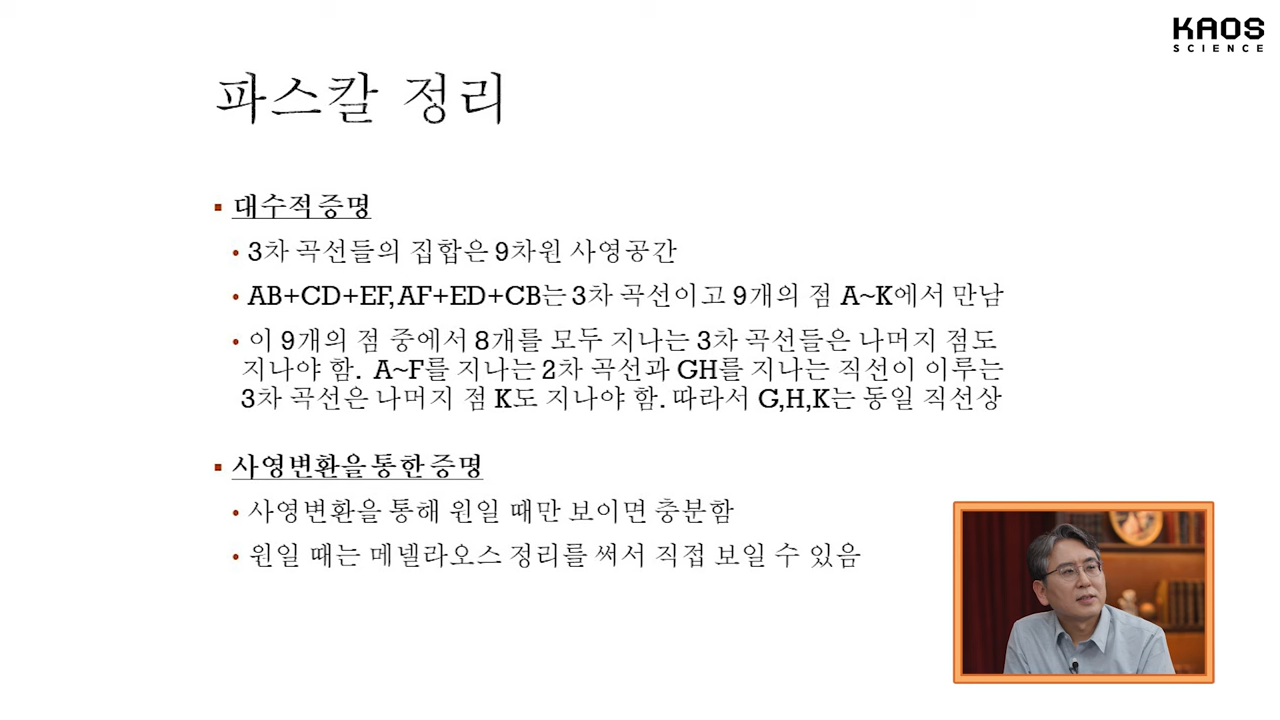 KAOS
SCIENCE
파스칼 정리
▪ 대수적 증명
• 3차 곡선들의 집합은 9차원 사영공간
• AB+CD+EF, AF+ED+CB는 3차 곡선이고 9개의 점 A~K에서 만남
• 이 9개의 점 중에서 8개를 모두 지나는 3차 곡선들은 나머지 점도
지나야 함. A~F를 지나는 2차 곡선과 GH를 지나는 직선이 이루는
3차 곡선은 나머지 점 K도 지나야 함. 따라서 G,H,K는 동일 직선상
▪ 사영변환을 통한 증명
• 사영변환을 통해 원일 때만 보이면 충분함
• 원일 때는 메넬라오스 정리를 써서 직접 보일 수 있음